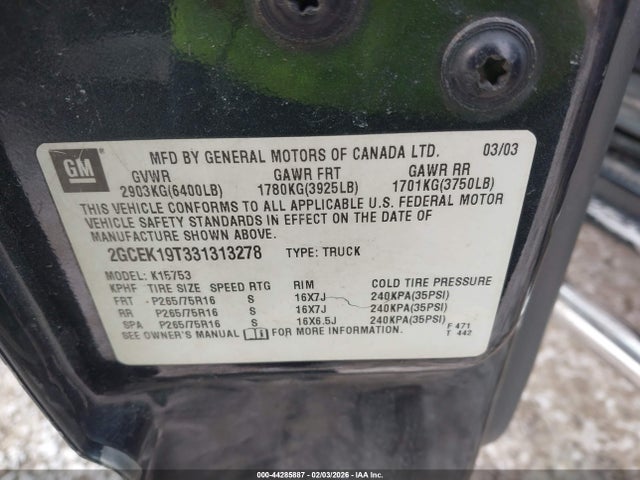 GM
MFD BY GENERAL MOTORS OF CANADA LTD. 03/03
GVWR GAWR FRT GAWR RR
2903KG(6400LB) 1780KG(3925LB) 1701KG(3750LB)
THIS VEHICLE CONFORMS TO ALL APPLICABLE U.S. FEDERAL MOTOR
VEHICLE SAFETY STANDARDS IN EFFECT ON THE DATE OF
MANUFACTURE SHOWN ABOVE.
2GCEK19T331313278 TYPE: TRUCK
MODEL: K15753
KPHF TIRE SIZE SPEED RTG RIM COLD TIRE PRESSURE
FRT - P265/75R16 S 16X7J 240KPA(35PSI)
RR P265/75R16 S 16X7J 240KPA(35PSI)
SPA P265/75R16 S 16X6.5J 240KPA(35PSI)
SEE OWNER'S MANUAL FOR MORE INFORMATION. F 471
T 442
000-44285887 - 02/03/2026 - IAA Inc.